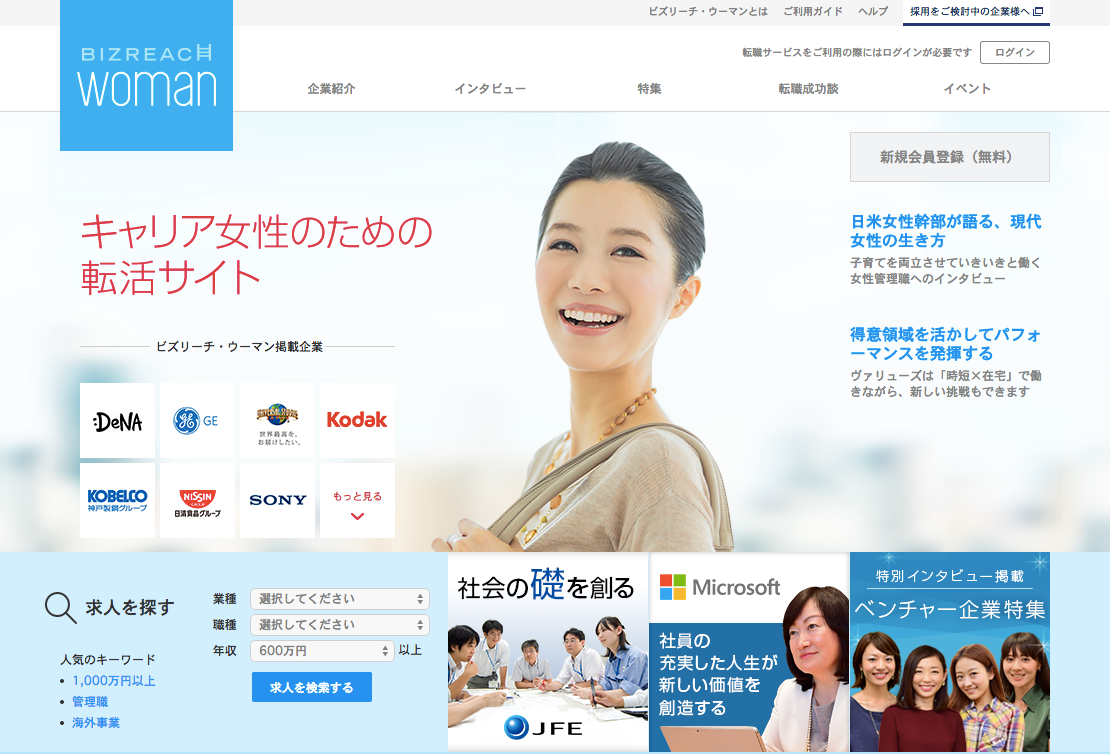 ビズリーチ・ウーマンとは ご利用ガイド ヘルプ 採用をご検討中の企業様へ
BIZREACH
woman
転職サービスをご利用の際にはログインが必要です ログイン
企業紹介 インタビュー 特集 転職成功談 イベント
新規会員登録（無料）
キャリア女性のための
転活サイト
日米女性幹部が語る、現代
女性の生き方
子育てを両立させていきいきと働く
女性管理職へのインタビュー
得意領域を活かしてパフォ
ーマンスを発揮する
ヴァリューズは「時短×在宅」で働
きながら、新しい挑戦もできます
ビズリーチ・ウーマン掲載企業
:DeNA
GE
UNIVERSAL STUDIOS
世界最高を、
お届けしたい。
Kodak
KOBELCO
神戸製鋼グループ
NISSIN
日清食品グループ
SONY
もっと見る
求人を探す
業種 選択してください
職種 選択してください
年収 600万円 以上
求人を検索する
人気のキーワード
1,000万円以上
管理職
海外事業
社会の礎を創る
JFE
Microsoft
社員の
充実した人生が
新しい価値を
創造する
特別インタビュー掲載
ベンチャー企業特集